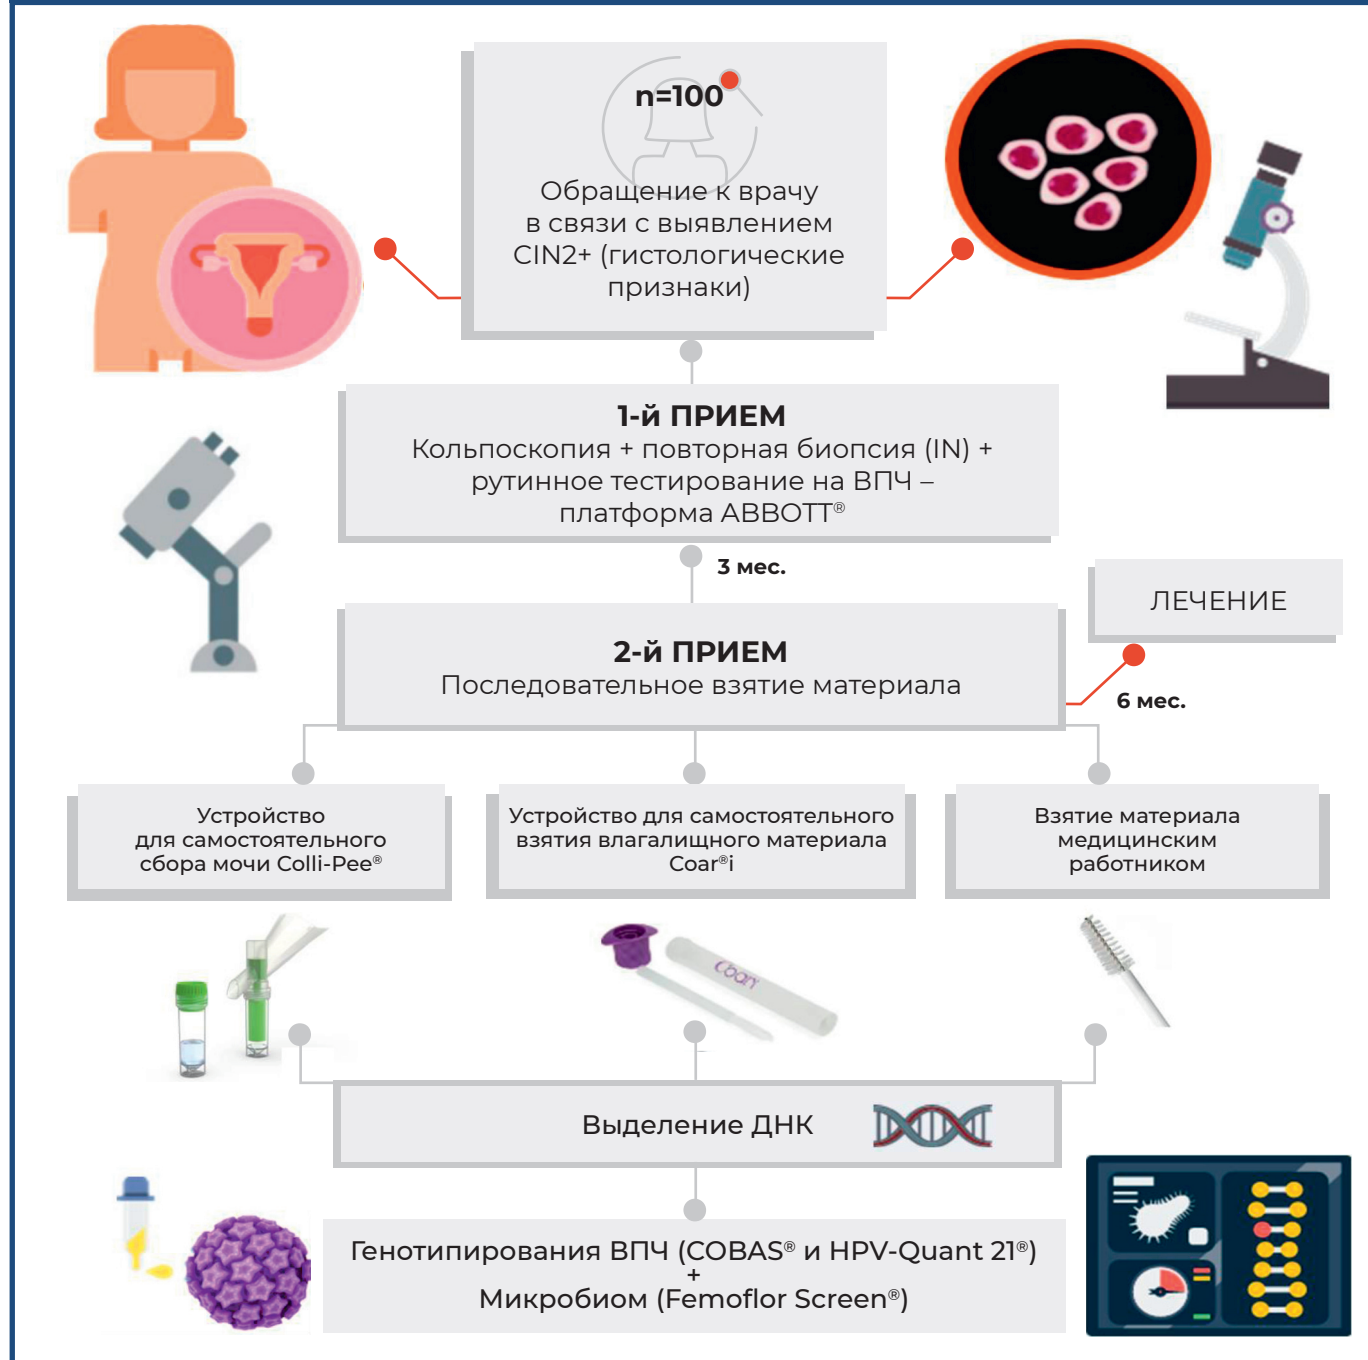 n=100
Обращение к врачу
в связи с выявлением
CIN2+ (гистологические
признаки)
1-й ПРИЕМ
Кольпоскопия + повторная биопсия (IN) +
рутинное тестирование на ВПЧ –
платформа ABBOTT®
3 мес.
ЛЕЧЕНИЕ
2-й ПРИЕМ
Последовательное взятие материала
6 мес.
Устройство
для самостоятельного
сбора мочи Colli-Pee®
Устройство для самостоятельного
взятия влагалищного материала
Coar®i
Взятие материала
медицинским
работником
Coari
Выделение ДНК
Генотипирования ВПЧ (COBAS® и HPV-Quant 21®)
+
Микробиом (Femoflor Screen®)